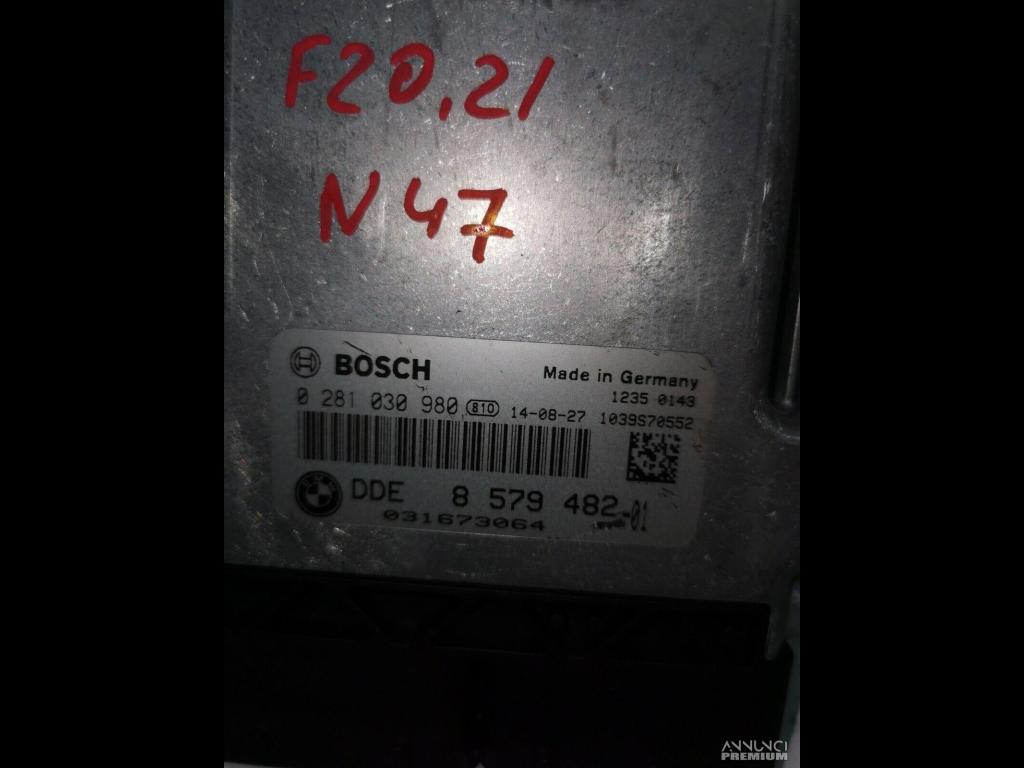 F20,21
N47
BOSCH
Made in Germany
1235 0143
0 281 030 980 810 14-08-27 1039S70552
DDE 8 579 482-01
031673064
ANNUNCI
PREMIUM